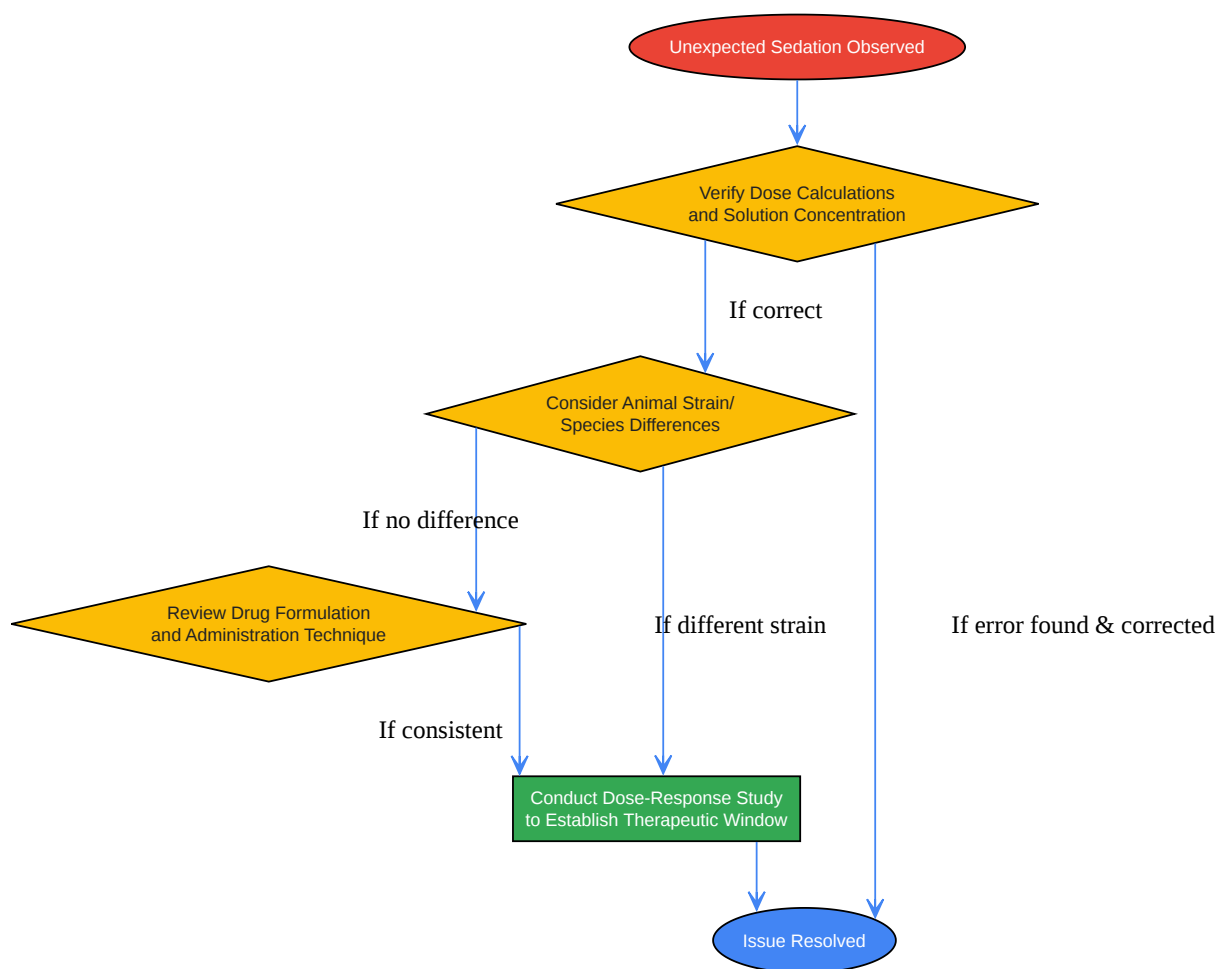 Unexpected Sedation Observed
Verify Dose Calculations
and Solution Concentration
If correct
Consider Animal Strain/
Species Differences
If no difference
Review Drug Formulation
and Administration Technique
If different strain
If error found & corrected
If consistent
Conduct Dose-Response Study
to Establish Therapeutic Window
Issue Resolved